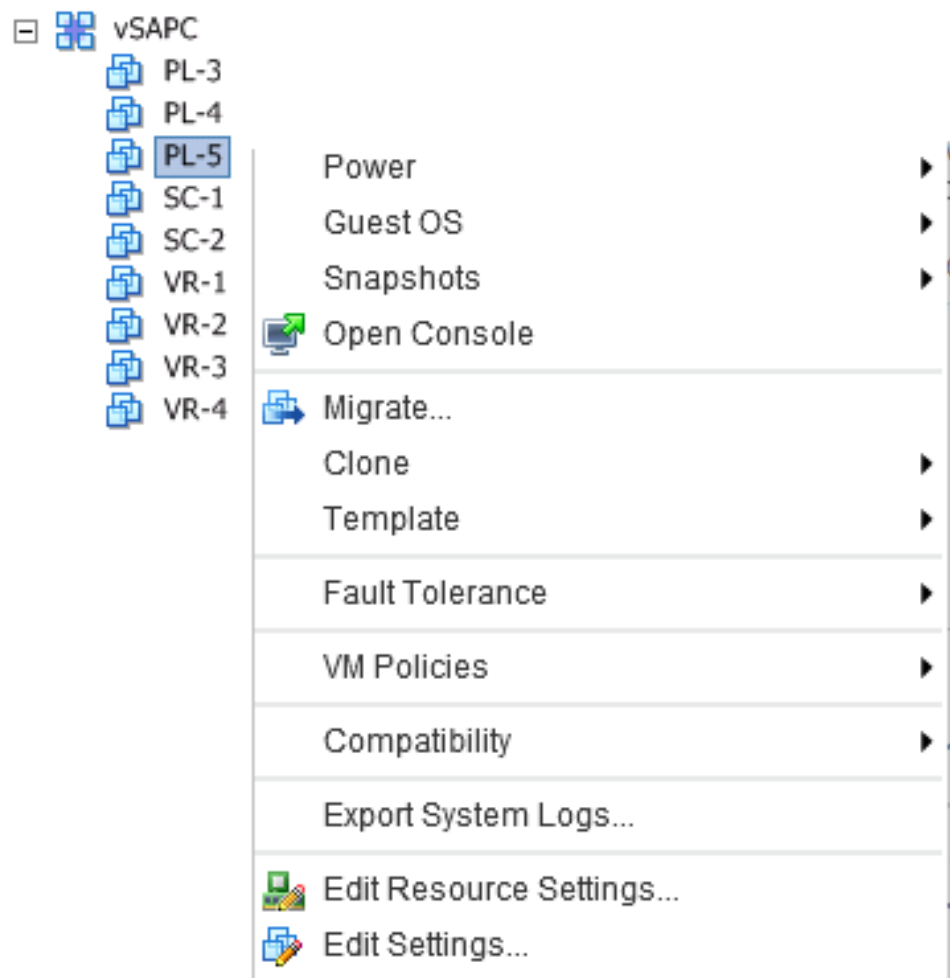 vSAPC
PL-3
PL-4
PL-5
SC-1
SC-2
VR-1
VR-2
VR-3
VR-4
Power
Guest OS
Snapshots
Open Console
Migrate...
Clone
Template
Fault Tolerance
VM Policies
Compatibility
Export System Logs...
Edit Resource Settings...
Edit Settings...